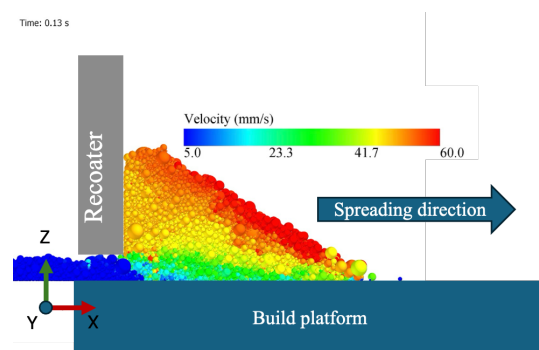 Time: 0.13 s
Recoater
Velocity (mm/s)
5.0 23.3 41.7 60.0
Spreading direction
Z
Y X
Build platform